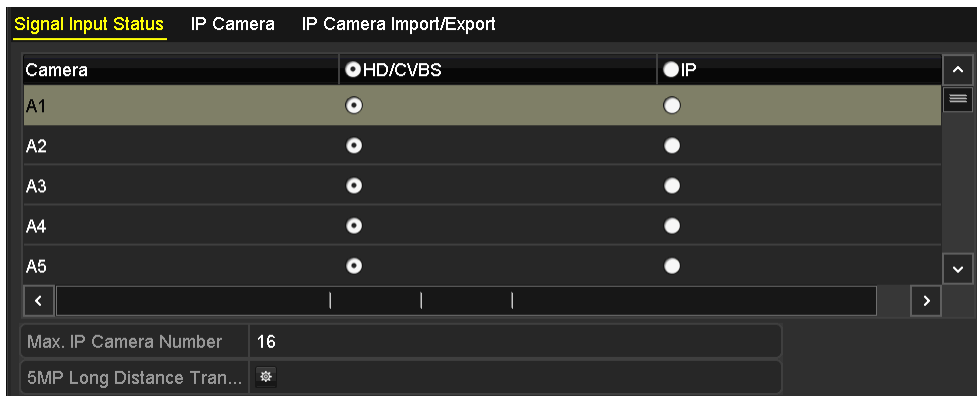 Signal Input Status IP Camera IP Camera Import/Export
Camera HD/CVBS IP
A1
A2
A3
A4
A5
Max. IP Camera Number 16
5MP Long Distance Tran...